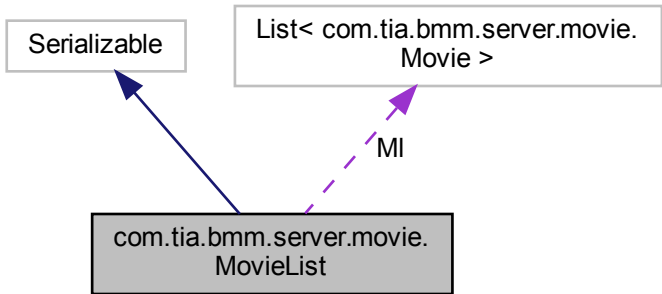 Serializable
List< com.tia.bmm.server.movie.
Movie >
Ml
com.tia.bmm.server.movie.
MovieList